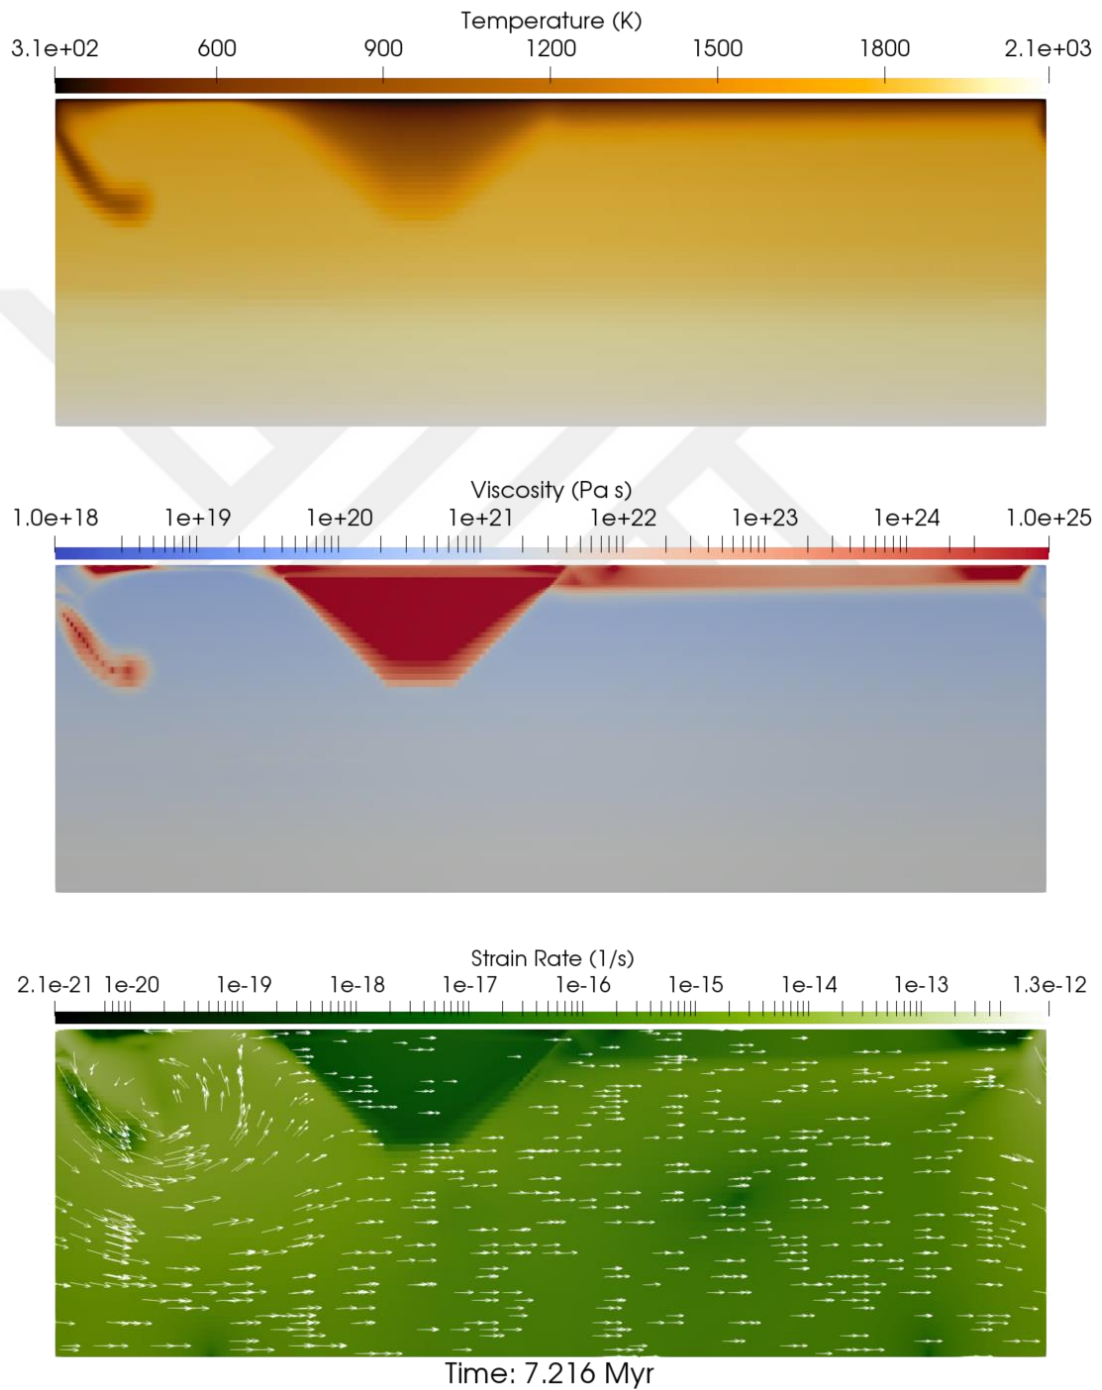 Temperature (K)
3.1e+02 600 900 1200 1500 1800 2.1e+03
Viscosity (Pa s)
1.0e+18 1e+19 1e+20 1e+21 1e+22 1e+23 1e+24 1.0e+25
Strain Rate (1/s)
2.1e-21 1e-20 1e-19 1e-18 1e-17 1e-16 1e-15 1e-14 1e-13 1.3e-12
Time: 7.216 Myr